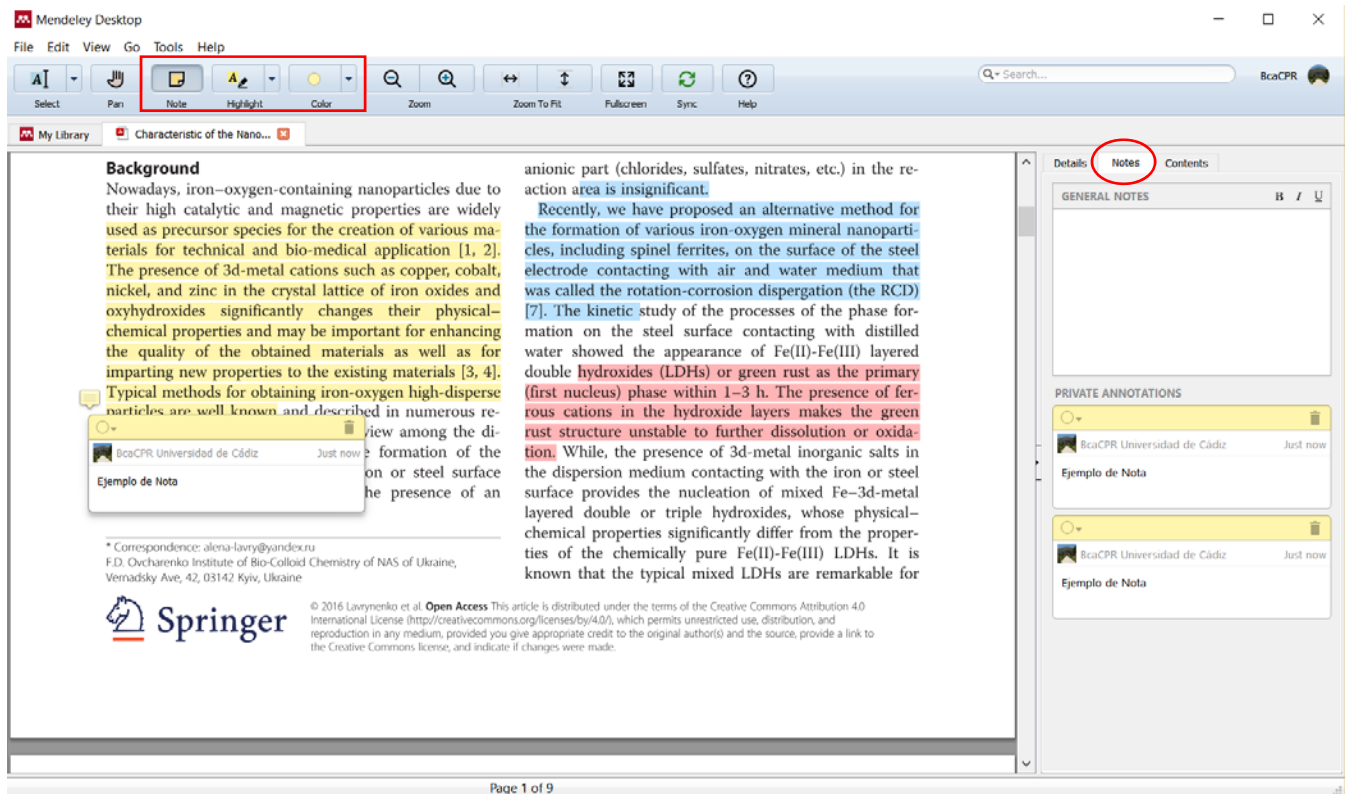 Mendeley Desktop
File Edit View Go Tools Help
Select Pan Note Highlight Color Zoom Zoom To Fit Fullscreen Sync Help
Search...
BcaCPR
My Library
Characteristic of the Nano...
Background
Nowadays, iron–oxygen-containing nanoparticles due to
their high catalytic and magnetic properties are widely
used as precursor species for the creation of various ma-
terials for technical and bio-medical application [1, 2].
The presence of 3d-metal cations such as copper, cobalt,
nickel, and zinc in the crystal lattice of iron oxides and
oxyhydroxides significantly changes their physical–
chemical properties and may be important for enhancing
the quality of the obtained materials as well as for
imparting new properties to the existing materials [3, 4].
Typical methods for obtaining iron-oxygen high-disperse
particles are well known and described in numerous re-
view among the di-
formation of the
on or steel surface
he presence of an
BcaCPR Universidad de Cádiz Just now
Ejemplo de Nota
* Correspondence: alena-lavry@yandex.ru
F.D. Ovcharenko Institute of Bio-Colloid Chemistry of NAS of Ukraine,
Vernadsky Ave, 42, 03142 Kyiv, Ukraine
anionic part (chlorides, sulfates, nitrates, etc.) in the re-
action area is insignificant.
Recently, we have proposed an alternative method for
the formation of various iron-oxygen mineral nanoparti-
cles, including spinel ferrites, on the surface of the steel
electrode contacting with air and water medium that
was called the rotation-corrosion dispergation (the RCD)
[7]. The kinetic study of the processes of the phase for-
mation on the steel surface contacting with distilled
water showed the appearance of Fe(II)-Fe(III) layered
double hydroxides (LDHs) or green rust as the primary
(first nucleus) phase within 1–3 h. The presence of fer-
rous cations in the hydroxide layers makes the green
rust structure unstable to further dissolution or oxida-
tion. While, the presence of 3d-metal inorganic salts in
the dispersion medium contacting with the iron or steel
surface provides the nucleation of mixed Fe–3d-metal
layered double or triple hydroxides, whose physical–
chemical properties significantly differ from the proper-
ties of the chemically pure Fe(II)-Fe(III) LDHs. It is
known that the typical mixed LDHs are remarkable for
Springer
© 2016 Lavrynenko et al. Open Access This article is distributed under the terms of the Creative Commons Attribution 4.0
International License (http://creativecommons.org/licenses/by/4.0/), which permits unrestricted use, distribution, and
reproduction in any medium, provided you give appropriate credit to the original author(s) and the source, provide a link to
the Creative Commons license, and indicate if changes were made.
Details Notes Contents
GENERAL NOTES B I U
PRIVATE ANNOTATIONS
BcaCPR Universidad de Cádiz Just now
Ejemplo de Nota
BcaCPR Universidad de Cádiz Just now
Ejemplo de Nota
Page 1 of 9